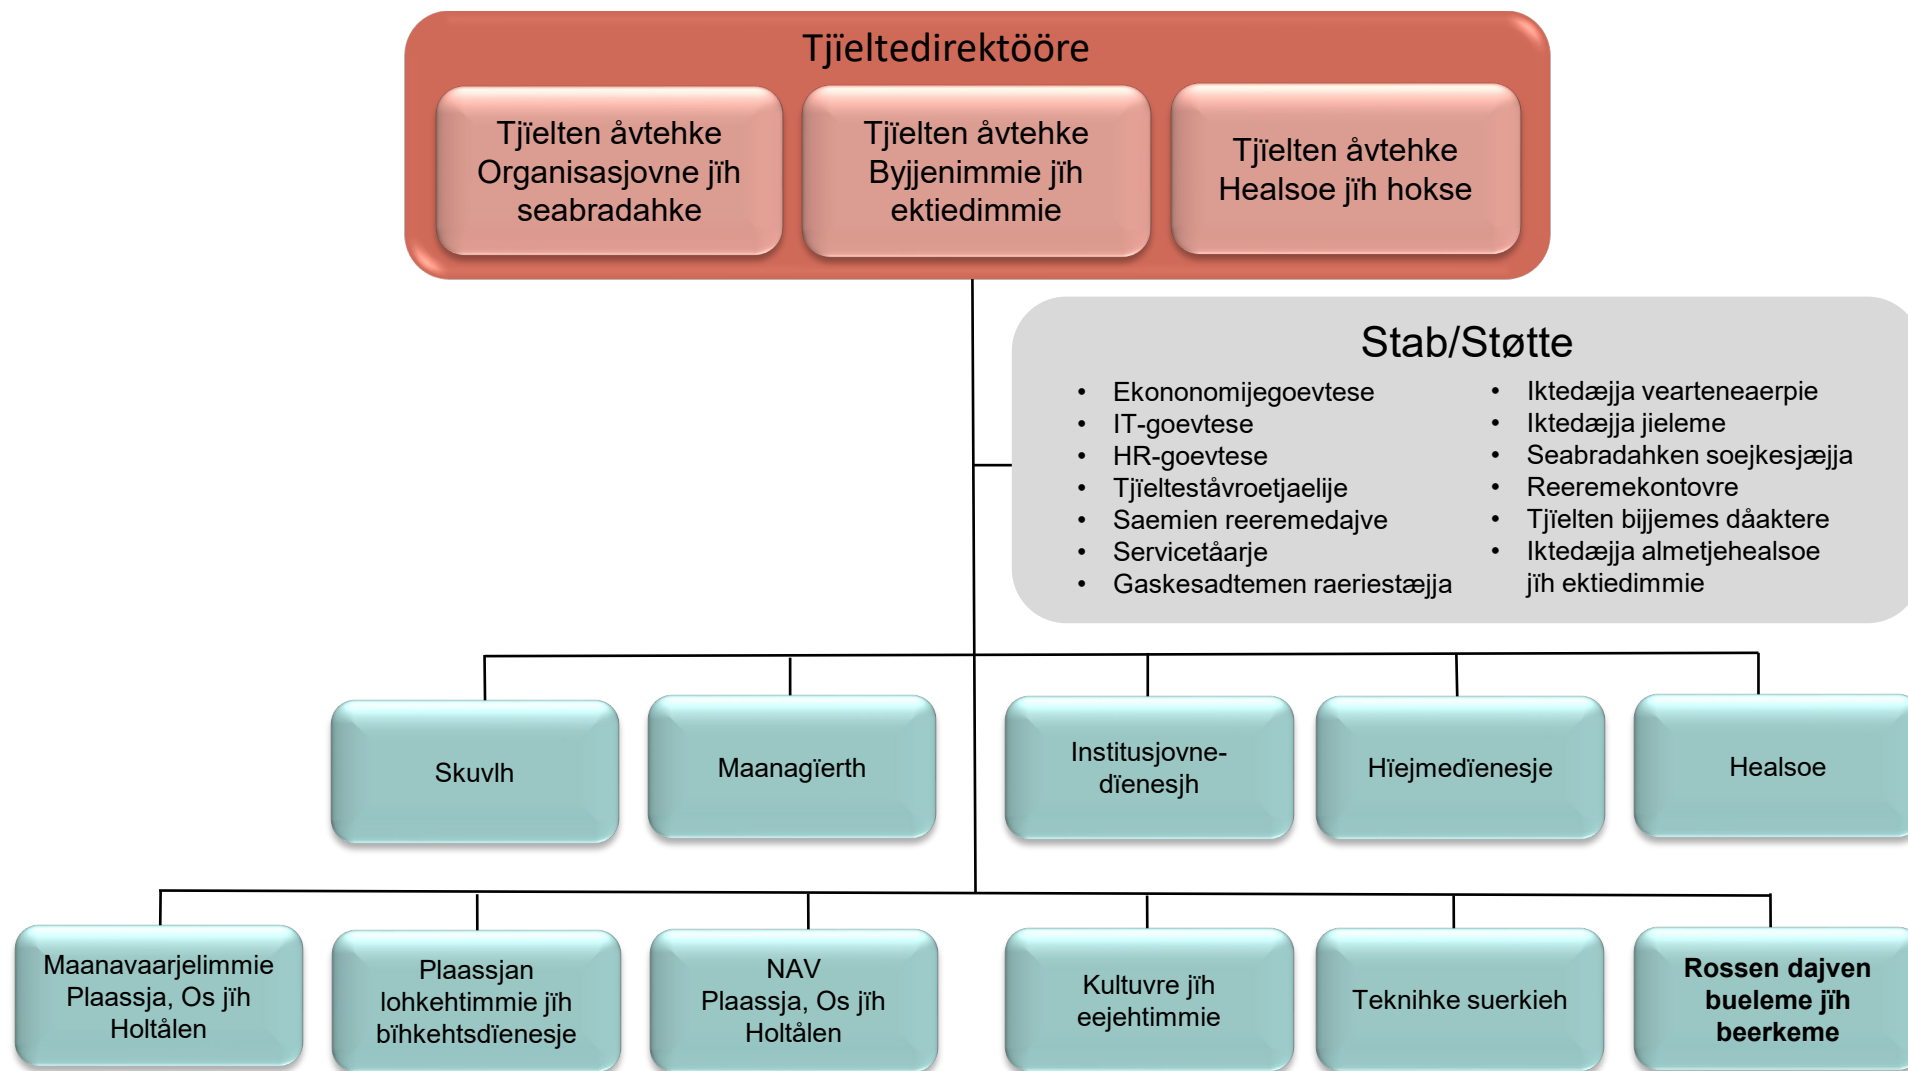 Tjïeltedirektööre
Tjïelten åvtehke
Organisasjovne jïh
seabradahke
Tjïelten åvtehke
Byjjenimmie jïh
ektiedimmie
Tjïelten åvtehke
Healsoe jïh hokse
Stab/Støtte
• Ekononomijegoevtese
• IT-goevtese
• HR-goevtese
• Tjïelteståvroetjaelije
• Saemien reeremedajve
• Servicetåarje
• Gaskesadtemen raeriestæjja
• Iktedæjja vearteneaerpie
• Iktedæjja jieleme
• Seabradahken soejkesjæjja
• Reeremekontovre
• Tjïelten bijjemes dåaktere
• Iktedæjja almetjehealsoe
jïh ektiedimmie
Skuvlh
Maanagïerth
Institusjovne-
dïenesjh
Hïejmedïenesje
Healsoe
Maanavaarjelimmie
Plaassja, Os jïh
Holtålen
Plaassjan
lohkehtimmie jïh
bïhkehtsdïenesje
NAV
Plaassja, Os jïh
Holtålen
Kultuvre jïh
eejehtimmie
Teknihke suerkieh
Rossen dajven
bueleme jïh
beerkeme